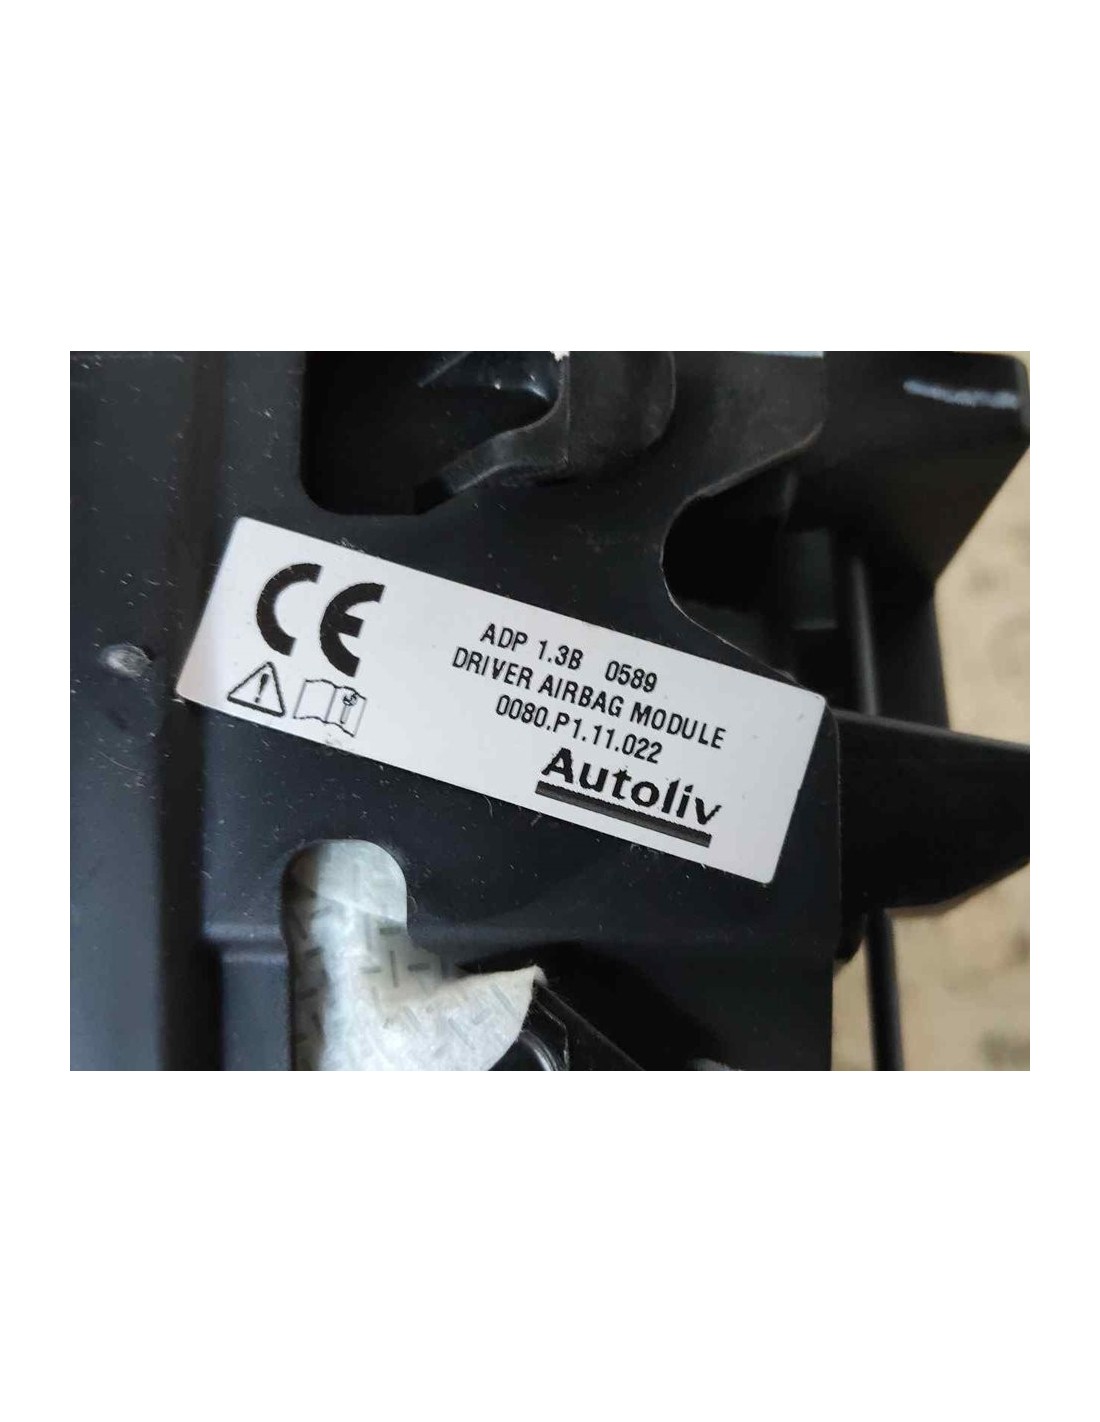 CE
ADP 1.3B 0589
DRIVER AIRBAG MODULE
0080.P1.11.022
Autoliv